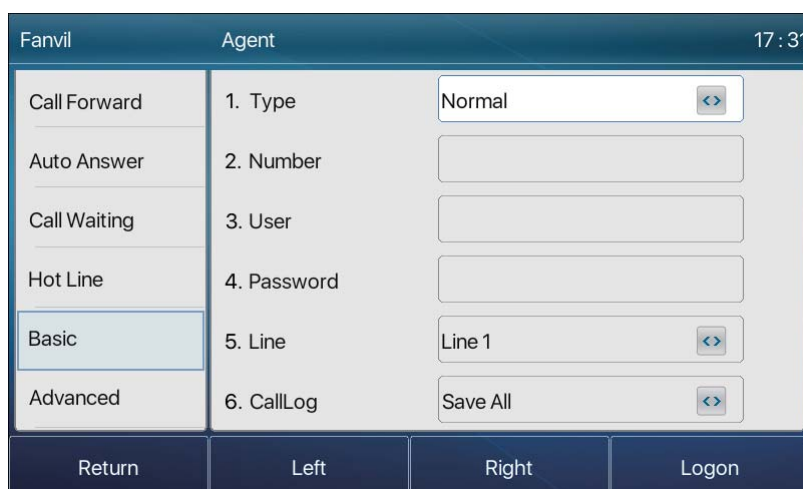 Fanvil Agent 17:31
Call Forward 1. Type Normal
Auto Answer 2. Number
Call Waiting 3. User
Hot Line 4. Password
Basic 5. Line Line 1
Advanced 6. CallLog Save All
Return Left Right Logon